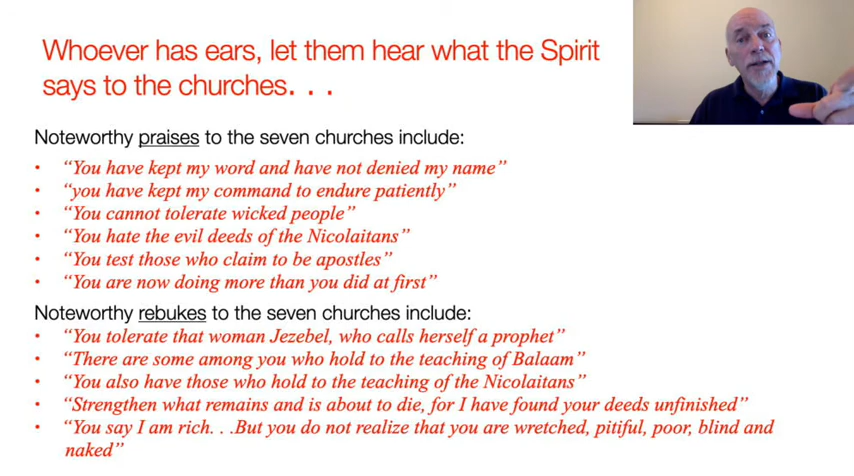 Whoever has ears, let them hear what the Spirit
says to the churches. . .
Noteworthy praises to the seven churches include:
• “You have kept my word and have not denied my name”
• “you have kept my command to endure patiently”
• “You cannot tolerate wicked people”
• “You hate the evil deeds of the Nicolaitans”
• “You test those who claim to be apostles”
• “You are now doing more than you did at first”
Noteworthy rebukes to the seven churches include:
• “You tolerate that woman Jezebel, who calls herself a prophet”
• “There are some among you who hold to the teaching of Balaam”
• “You also have those who hold to the teaching of the Nicolaitans”
• “Strengthen what remains and is about to die, for I have found your deeds unfinished”
• “You say I am rich. . .But you do not realize that you are wretched, pitiful, poor, blind and
naked”